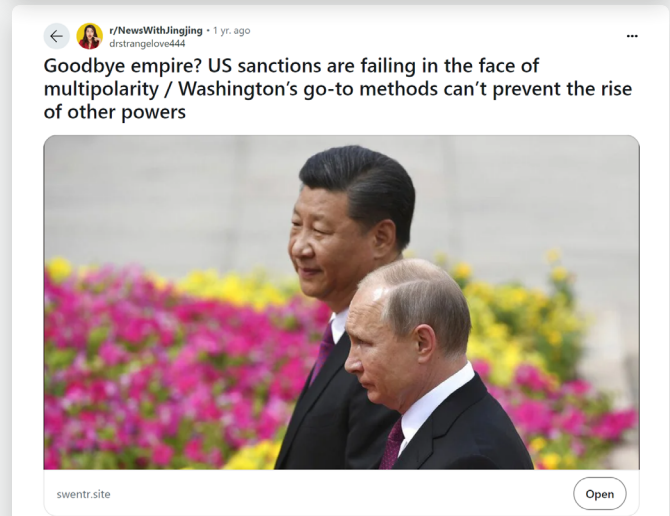 r/NewsWithJingjing • 1 yr. ago
drstrangelove444
Goodbye empire? US sanctions are failing in the face of
multipolarity / Washington’s go-to methods can’t prevent the rise
of other powers
swentr.site
Open